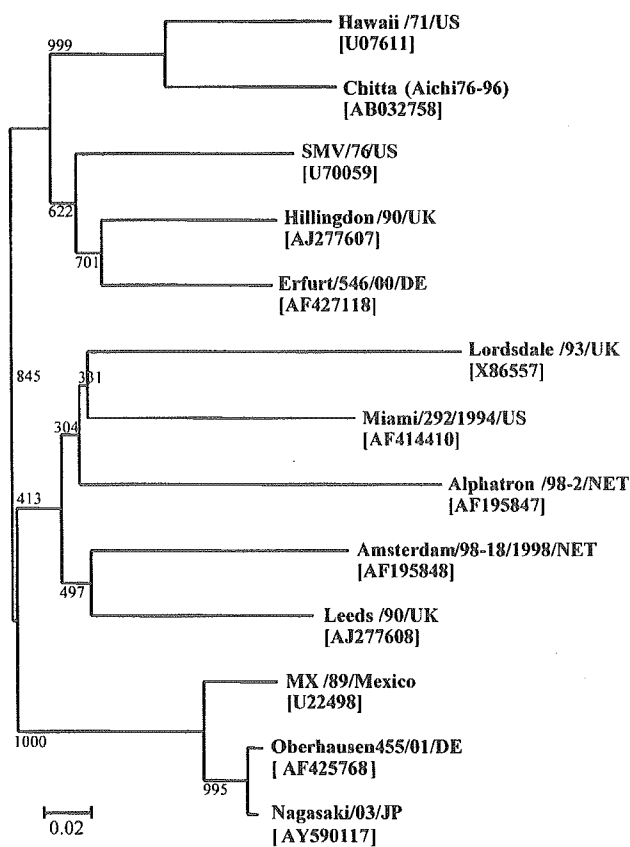 Hawaii /71/US
[U07611]
999
Chitta (Aichi76-96)
[AB032758]
SMV/76/US
[U70059]
622
Hillingdon /90/UK
[AJ277607]
701
Erfurt/546/00/DE
[AF427118]
Lordsdale /93/UK
[X86557]
845
331
Miami/292/1994/US
[AF414410]
304
Alphatron /98-2/NET
[AF195847]
413
Amsterdam/98-18/1998/NET
[AF195848]
497
Leeds /90/UK
[AJ277608]
MX /89/Mexico
[U22498]
1000
Oberhausen455/01/DE
[ AF425768]
995
Nagasaki/03/JP
[AY590117]
0.02